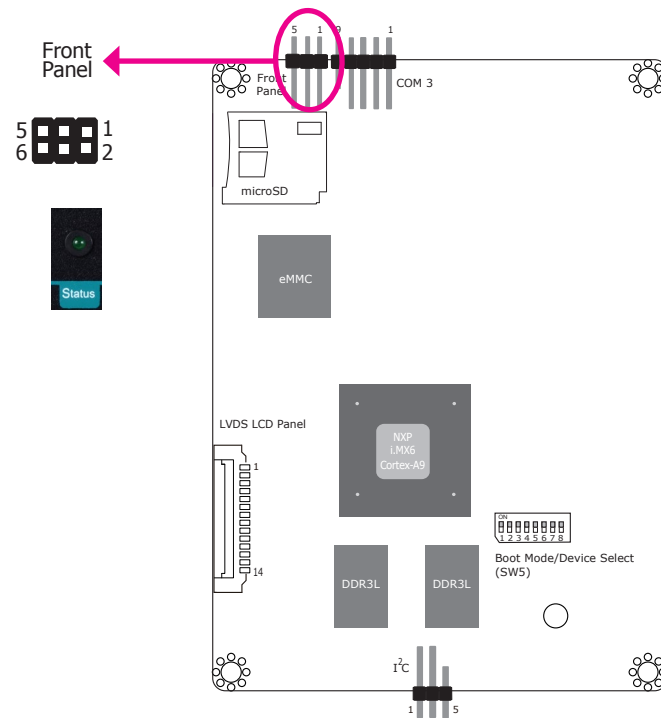 5 1 9 1
Front
Panel
Front
Panel
COM 3
5 1
6 2
microSD
Status
eMMC
LVDS LCD Panel
1
14
NXP
i.MX6
Cortex-A9
ON
1 2 3 4 5 6 7 8
Boot Mode/Device Select
(SW5)
DDR3L DDR3L
I²C
1 5